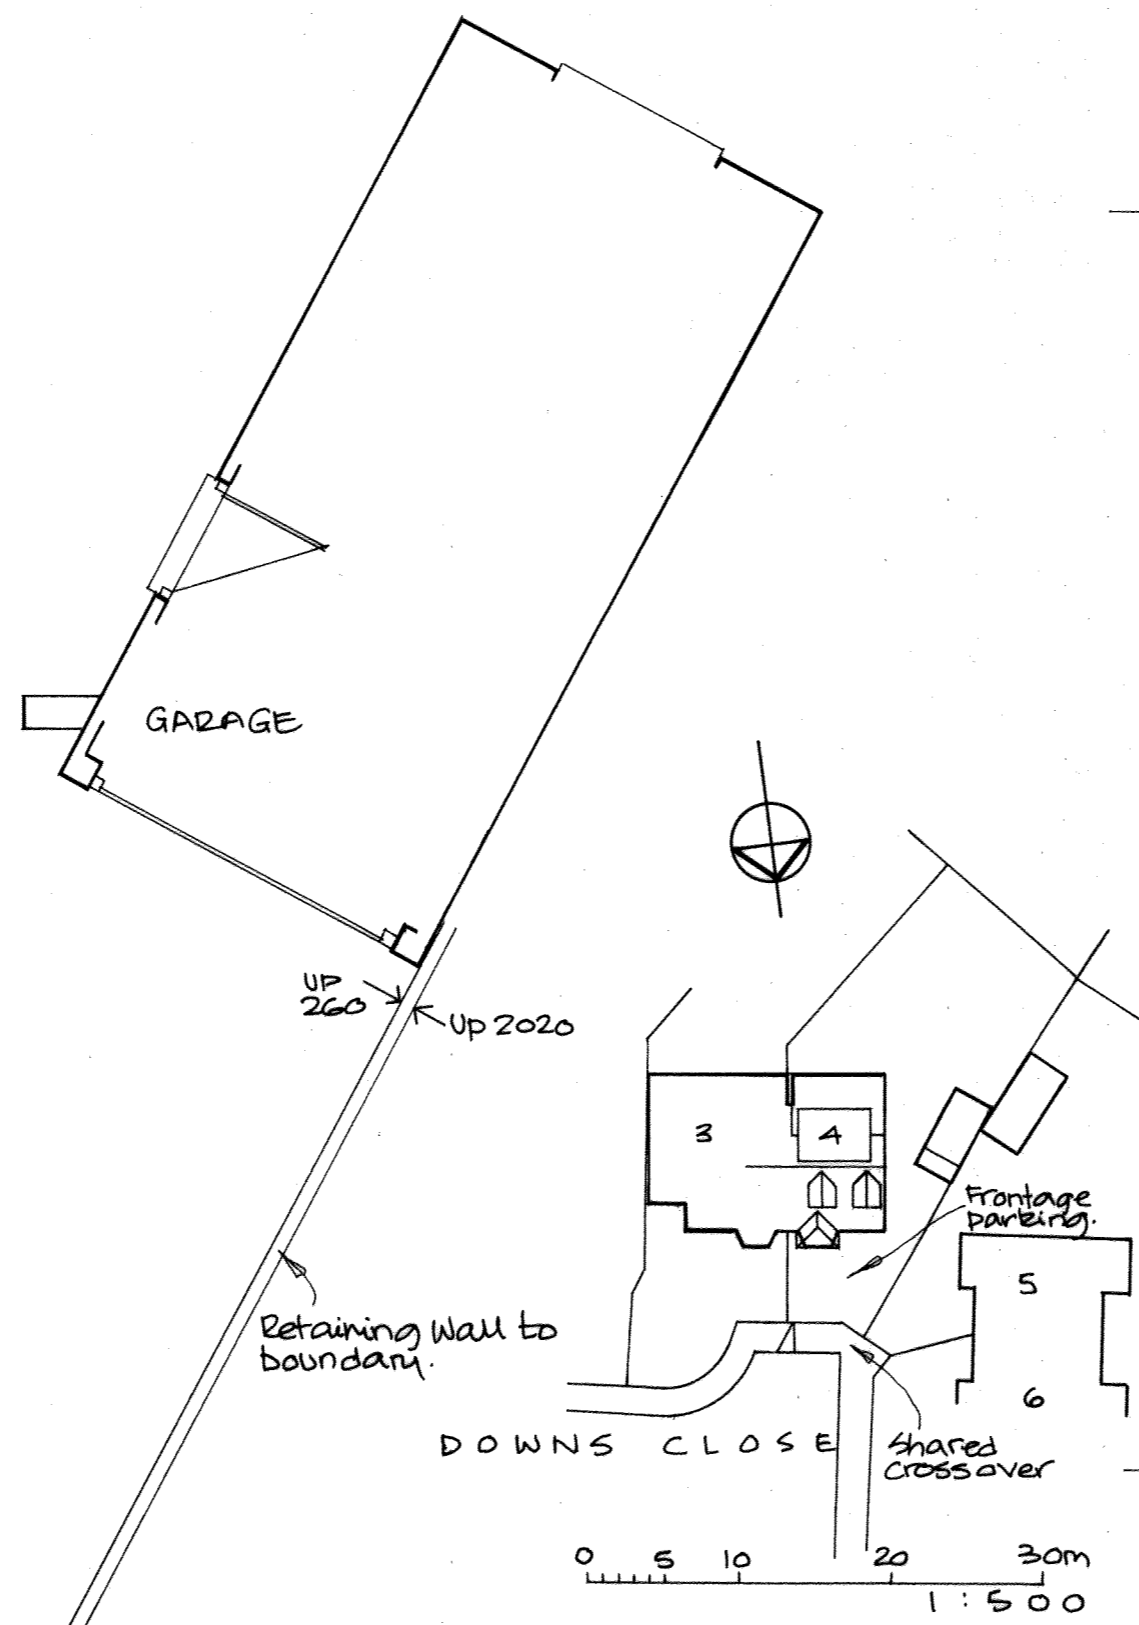 GARAGE
UP
260
Up 2020
3
4
Frontage
parking.
5
Retaining Wall to
boundary.
6
DOWNS CLOSE
Shared
crossover
0 5 10 20 30m
1:500